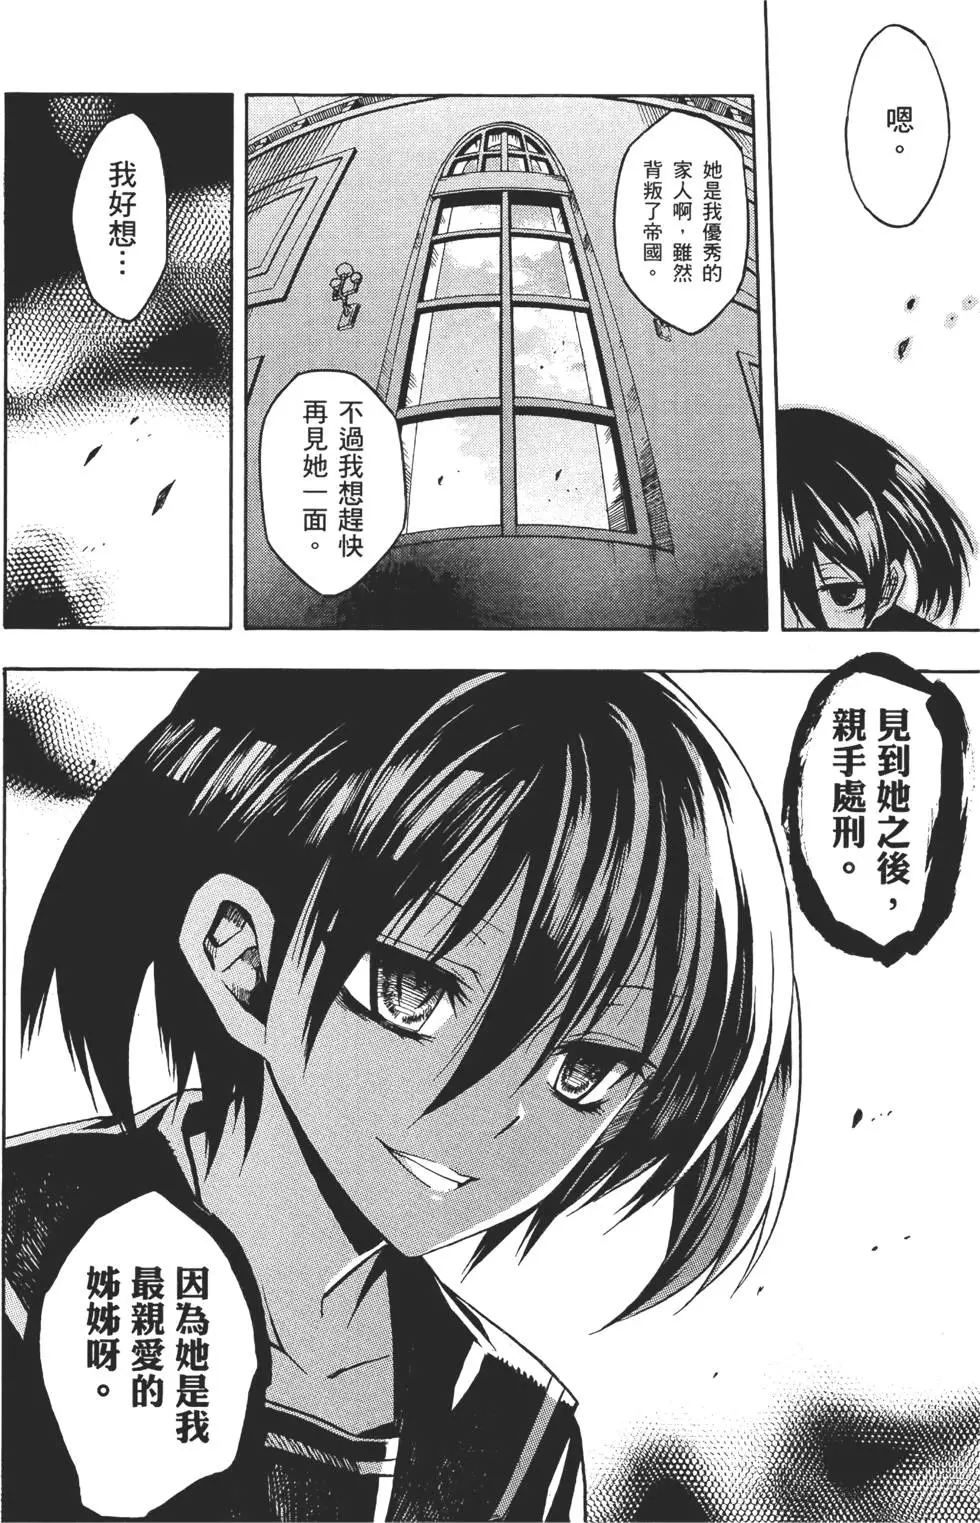 嗯。
她是我優秀的
家人啊，雖然
背叛了帝國。
不過我想趕快
再見她一面。
我好想…
見到她之後，
親手處刑。
因為她是我
最親愛的
姊姊呀。